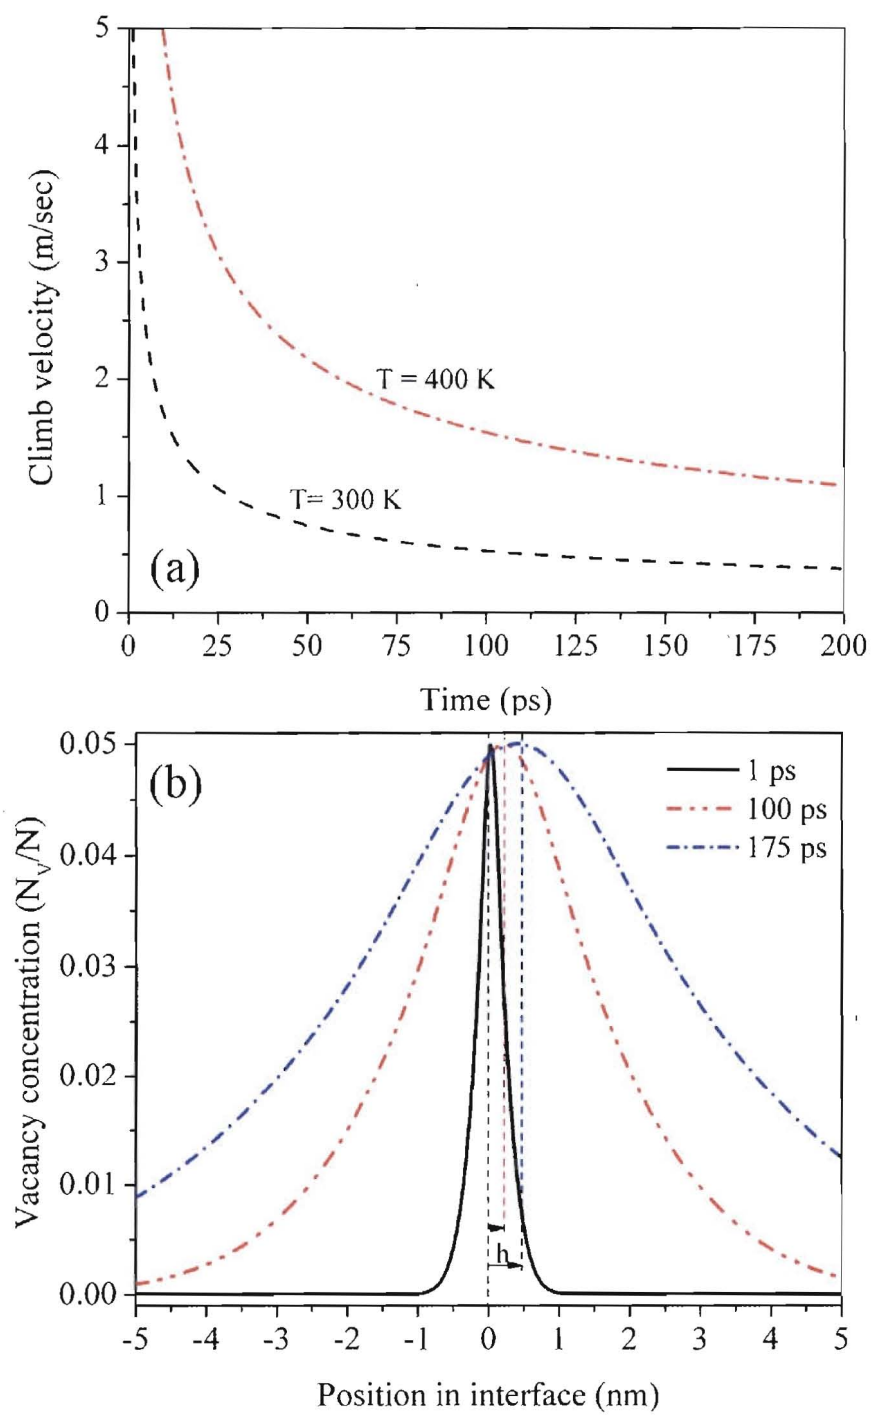 5
4
3
2
1
0
Climb velocity (m/sec)
T = 400 K
T= 300 K
(a)
0 25 50 75 100 125 150 175 200
Time (ps)
0.05
0.04
0.03
0.02
0.01
0.00
Vacancy concentration (N_V/N)
(b)
1 ps
100 ps
175 ps
h
-5 -4 -3 -2 -1 0 1 2 3 4 5
Position in interface (nm)